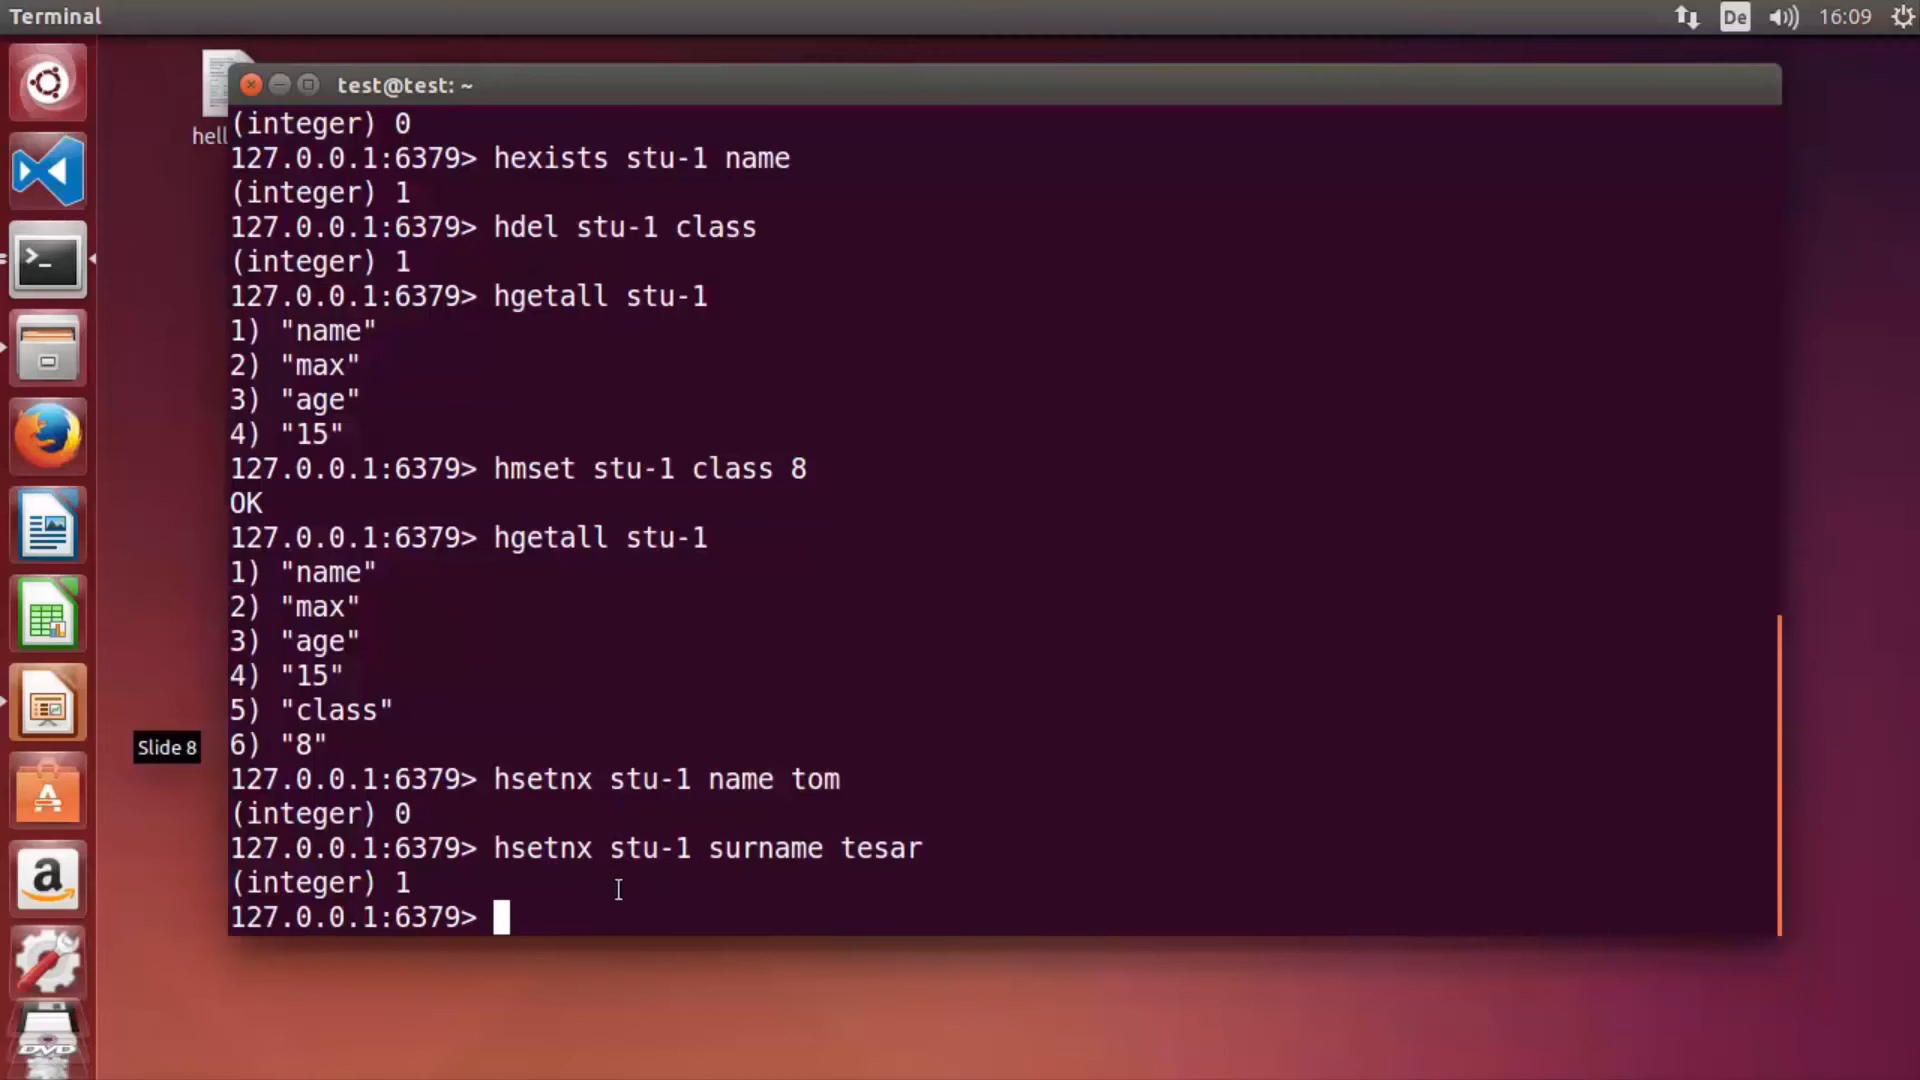 Terminal
De
16:09
hell
test@test: ~
(integer) 0
127.0.0.1:6379> hexists stu-1 name
(integer) 1
127.0.0.1:6379> hdel stu-1 class
(integer) 1
127.0.0.1:6379> hgetall stu-1
1) "name"
2) "max"
3) "age"
4) "15"
127.0.0.1:6379> hmset stu-1 class 8
OK
127.0.0.1:6379> hgetall stu-1
1) "name"
2) "max"
3) "age"
4) "15"
5) "class"
6) "8"
127.0.0.1:6379> hsetnx stu-1 name tom
(integer) 0
127.0.0.1:6379> hsetnx stu-1 surname tesar
(integer) 1
127.0.0.1:6379>
Slide 8
DVD